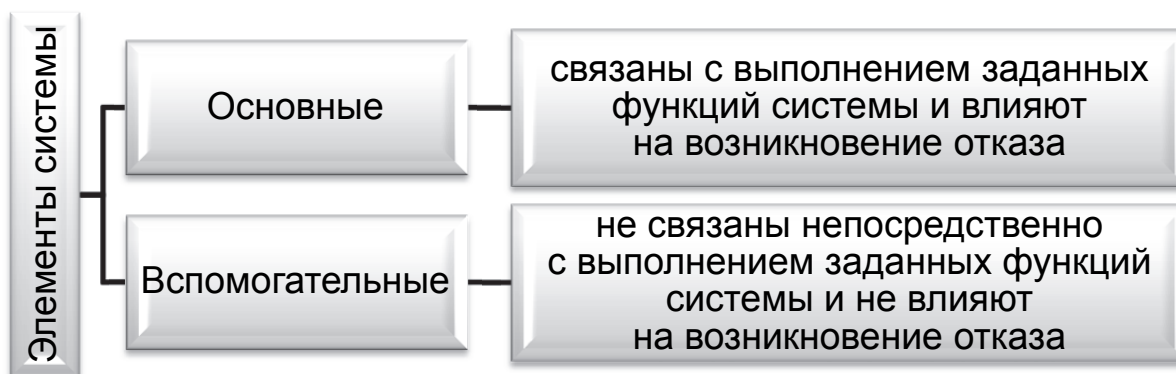 Элементы системы
Основные
связаны с выполнением заданных
функций системы и влияют
на возникновение отказа
Вспомогательные
не связаны непосредственно
с выполнением заданных функций
системы и не влияют
на возникновение отказа